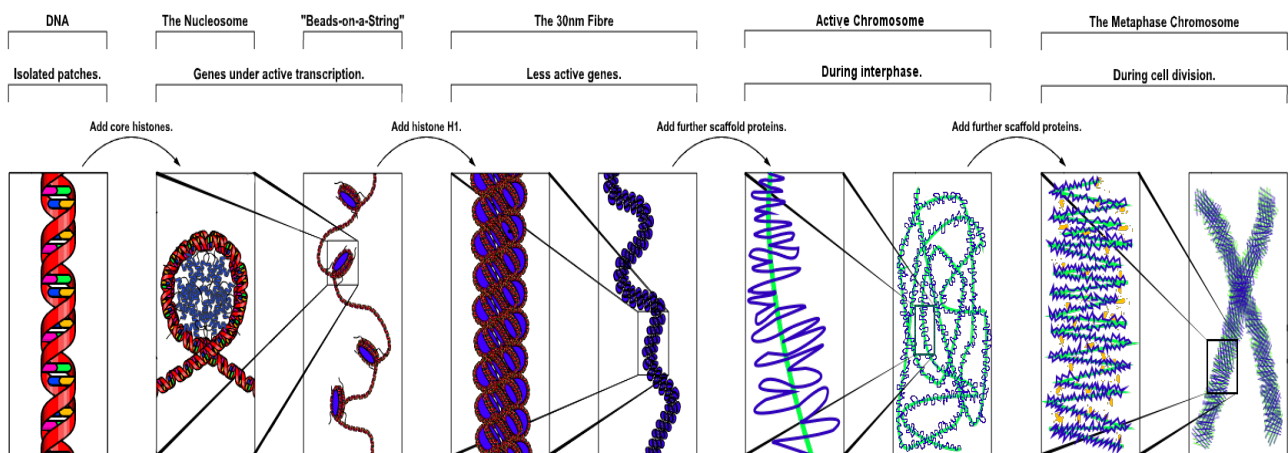 DNA
The Nucleosome
"Beads-on-a-String"
The 30nm Fibre
Active Chromosome
The Metaphase Chromosome
Isolated patches.
Genes under active transcription.
Less active genes.
During interphase.
During cell division.
Add core histones.
Add histone H1.
Add further scaffold proteins.
Add further scaffold proteins.